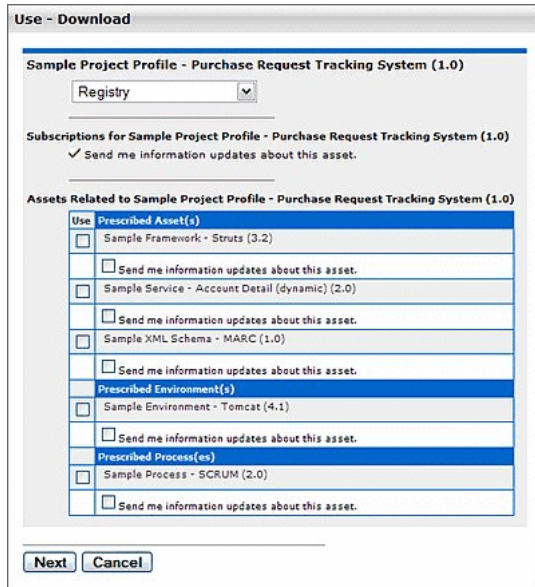 Use - Download
Sample Project Profile - Purchase Request Tracking System (1.0)
Registry
Subscriptions for Sample Project Profile - Purchase Request Tracking System (1.0)
Send me information updates about this asset.
Assets Related to Sample Project Profile - Purchase Request Tracking System (1.0)
Use Prescribed Asset(s)
Sample Framework - Struts (3.2)
Send me information updates about this asset.
Sample Service - Account Detail (dynamic) (2.0)
Send me information updates about this asset.
Sample XML Schema - MARC (1.0)
Send me information updates about this asset.
Prescribed Environment(s)
Sample Environment - Tomcat (4.1)
Send me information updates about this asset.
Prescribed Process(es)
Sample Process - SCRUM (2.0)
Send me information updates about this asset.
Next Cancel